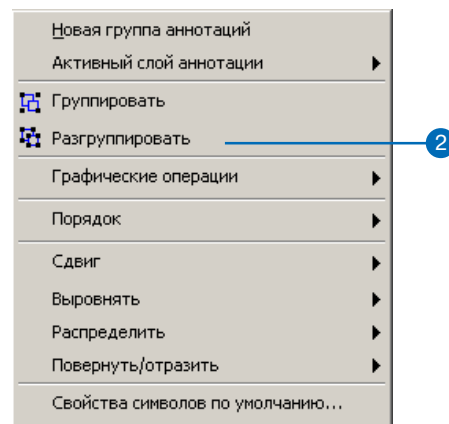 Новая группа аннотаций
Активный слой аннотации
Группировать
Разгруппировать
2
Графические операции
Порядок
Сдвиг
Выровнять
Распределить
Повернуть/отразить
Свойства символов по умолчанию...